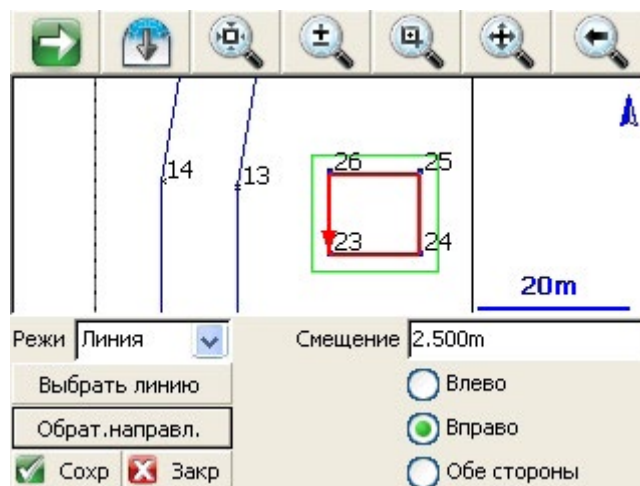 26 25
14 13
23 24
20m
Режи Линия Смещение 2.500m
Выбрать линию Влево
Обрат.направл. Вправо
Сохр Закр Обе стороны